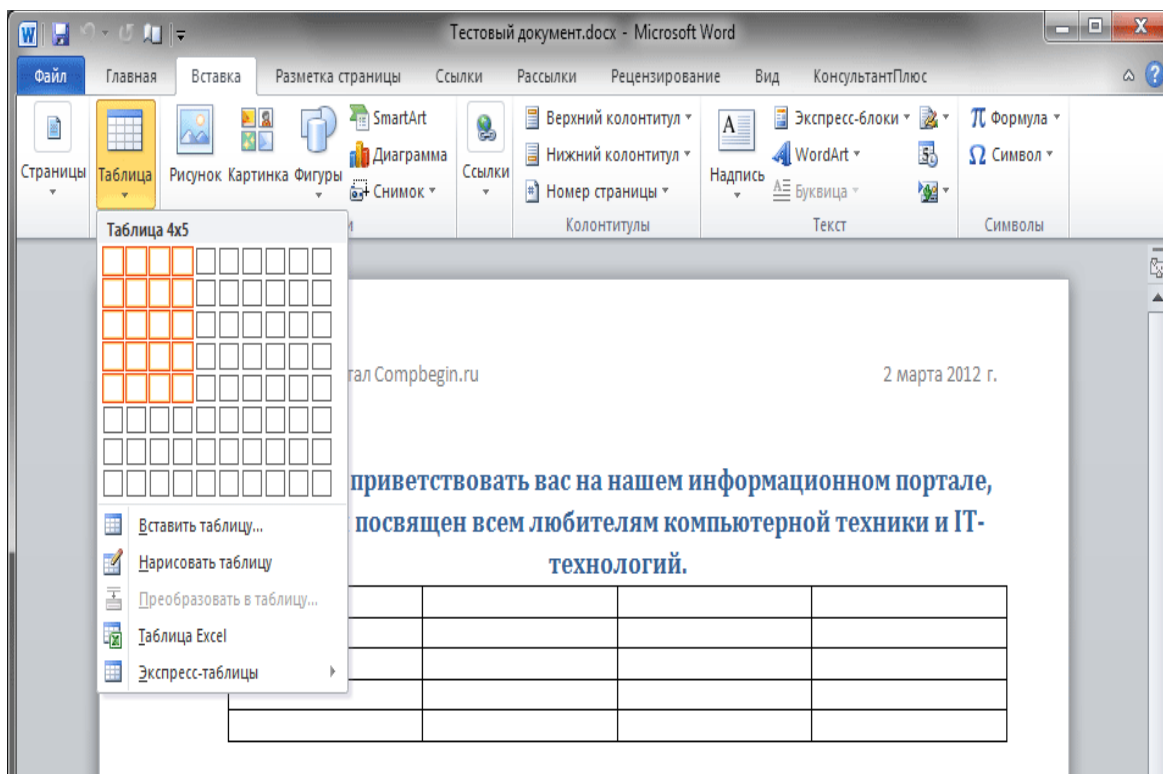 Тестовый документ.docx - Microsoft Word
Файл Главная Вставка Разметка страницы Ссылки Рассылки Рецензирование Вид КонсультантПлюс
Страницы
Таблица
Рисунок Картинка Фигуры
SmartArt
Диаграмма
Снимок
Ссылки
Верхний колонтитул
Нижний колонтитул
Номер страницы
Колонтитулы
Надпись
Экспресс-блоки
WordArt
Буквица
Текст
Формула
Символ
Символы
Таблица 4x5
Вставить таблицу...
Нарисовать таблицу
Преобразовать в таблицу...
Таблица Excel
Экспресс-таблицы
Compbegin.ru 2 марта 2012 г.
приветствовать вас на нашем информационном портале,
посвящен всем любителям компьютерной техники и IT-
технологий.